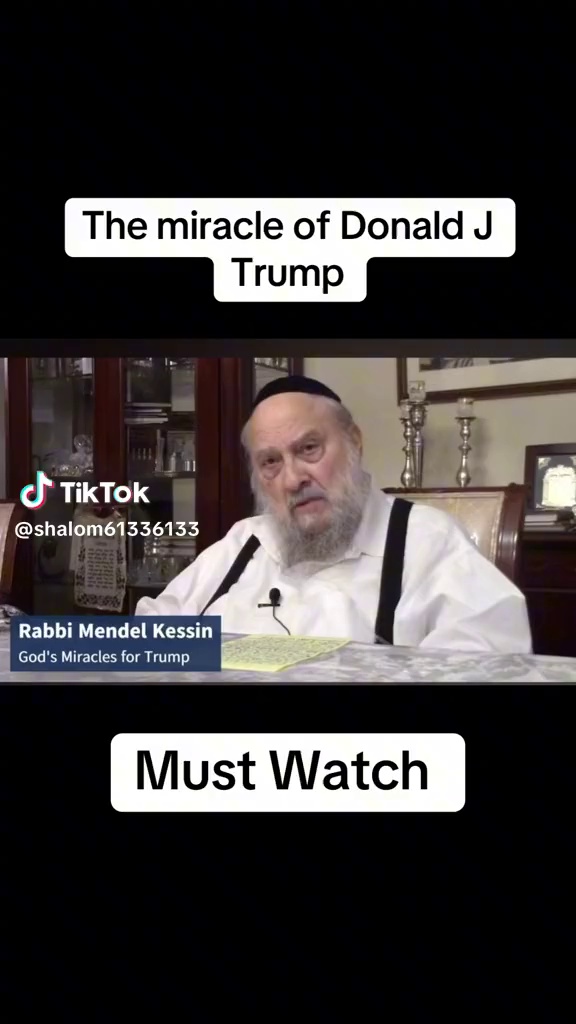 The miracle of Donald J
Trump
TikTok
@shalom61336133
Rabbi Mendel Kessin
God's Miracles for Trump
Must Watch